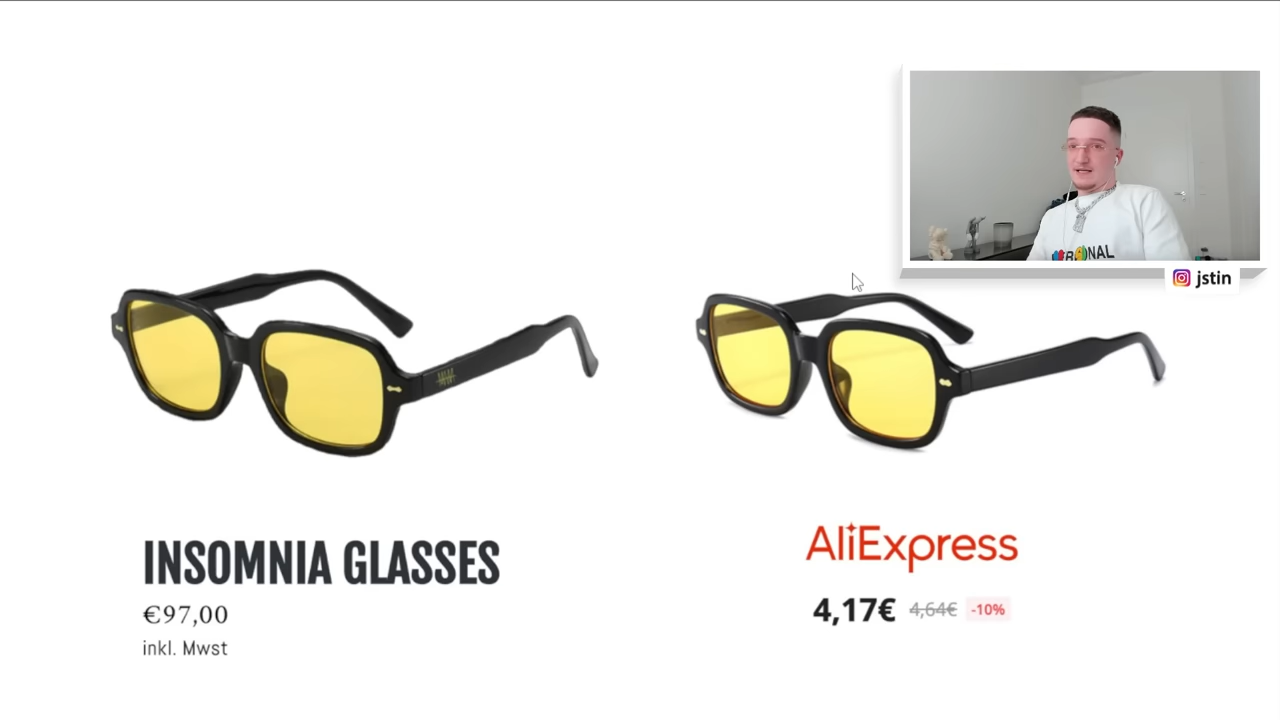 jstin
INSOMNIA GLASSES
€97,00
inkl. Mwst
AliExpress
4,17€ 4,64€ -10%